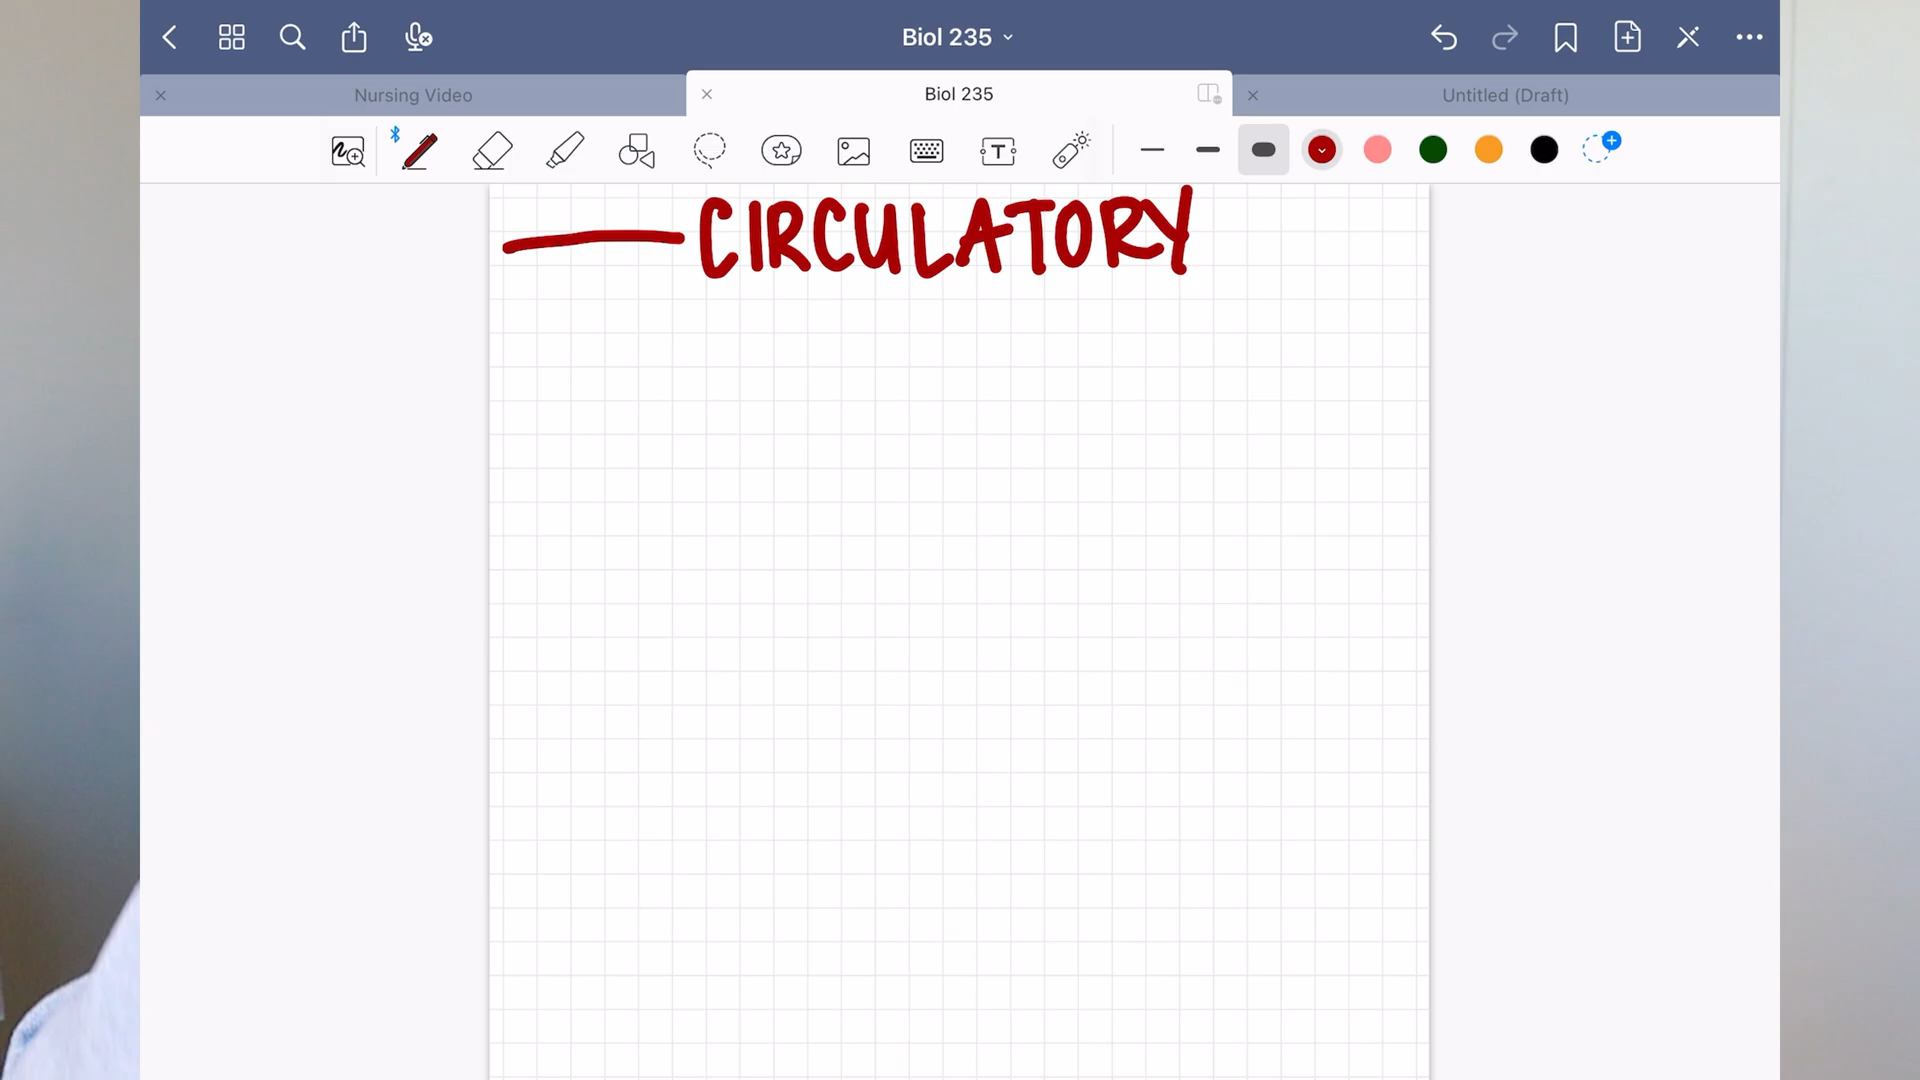 Biol 235
Nursing Video
Biol 235
Untitled (Draft)
T
CIRCULATORY